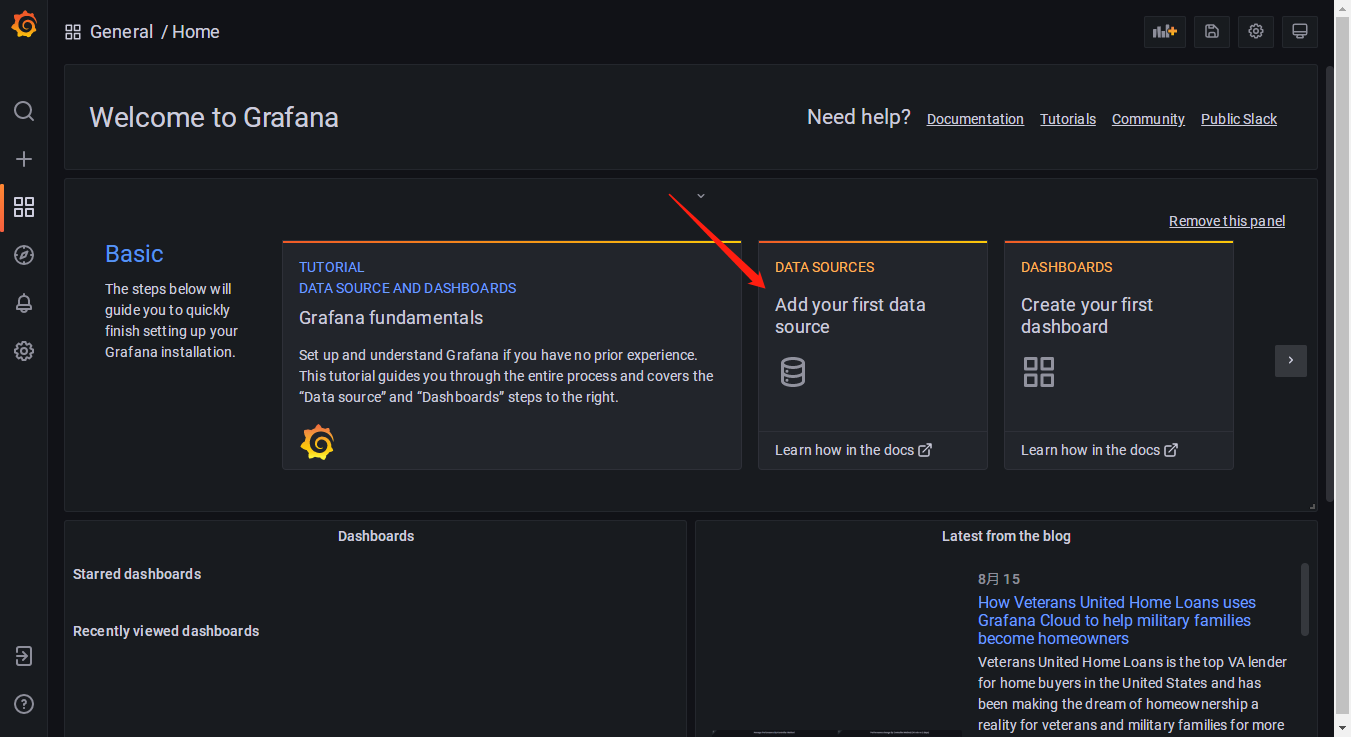 General / Home
Welcome to Grafana
Need help? Documentation Tutorials Community Public Slack
Remove this panel
Basic
The steps below will
guide you to quickly
finish setting up your
Grafana installation.
TUTORIAL
DATA SOURCE AND DASHBOARDS
Grafana fundamentals
Set up and understand Grafana if you have no prior experience.
This tutorial guides you through the entire process and covers the
“Data source” and “Dashboards” steps to the right.
DATA SOURCES
Add your first data
source
Learn how in the docs
DASHBOARDS
Create your first
dashboard
Learn how in the docs
Dashboards
Starred dashboards
Recently viewed dashboards
Latest from the blog
8月 15
How Veterans United Home Loans uses
Grafana Cloud to help military families
become homeowners
Veterans United Home Loans is the top VA lender
for home buyers in the United States and has
been making the dream of homeownership a
reality for veterans and military families for more